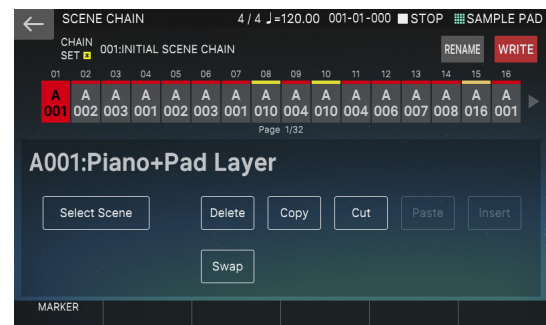 SCENE CHAIN 4 / 4 ♩=120.00 001-01-000 STOP SAMPLE PAD
CHAIN SET 001:INITIAL SCENE CHAIN RENAME WRITE
01 02 03 04 05 06 07 08 09 10 11 12 13 14 15 16
A A A A A A A A A A A A A A A A
001 002 003 001 002 003 001 010 004 010 004 006 007 008 016 001
Page 1/32
A001:Piano+Pad Layer
Select Scene Delete Copy Cut Paste Insert
Swap
MARKER